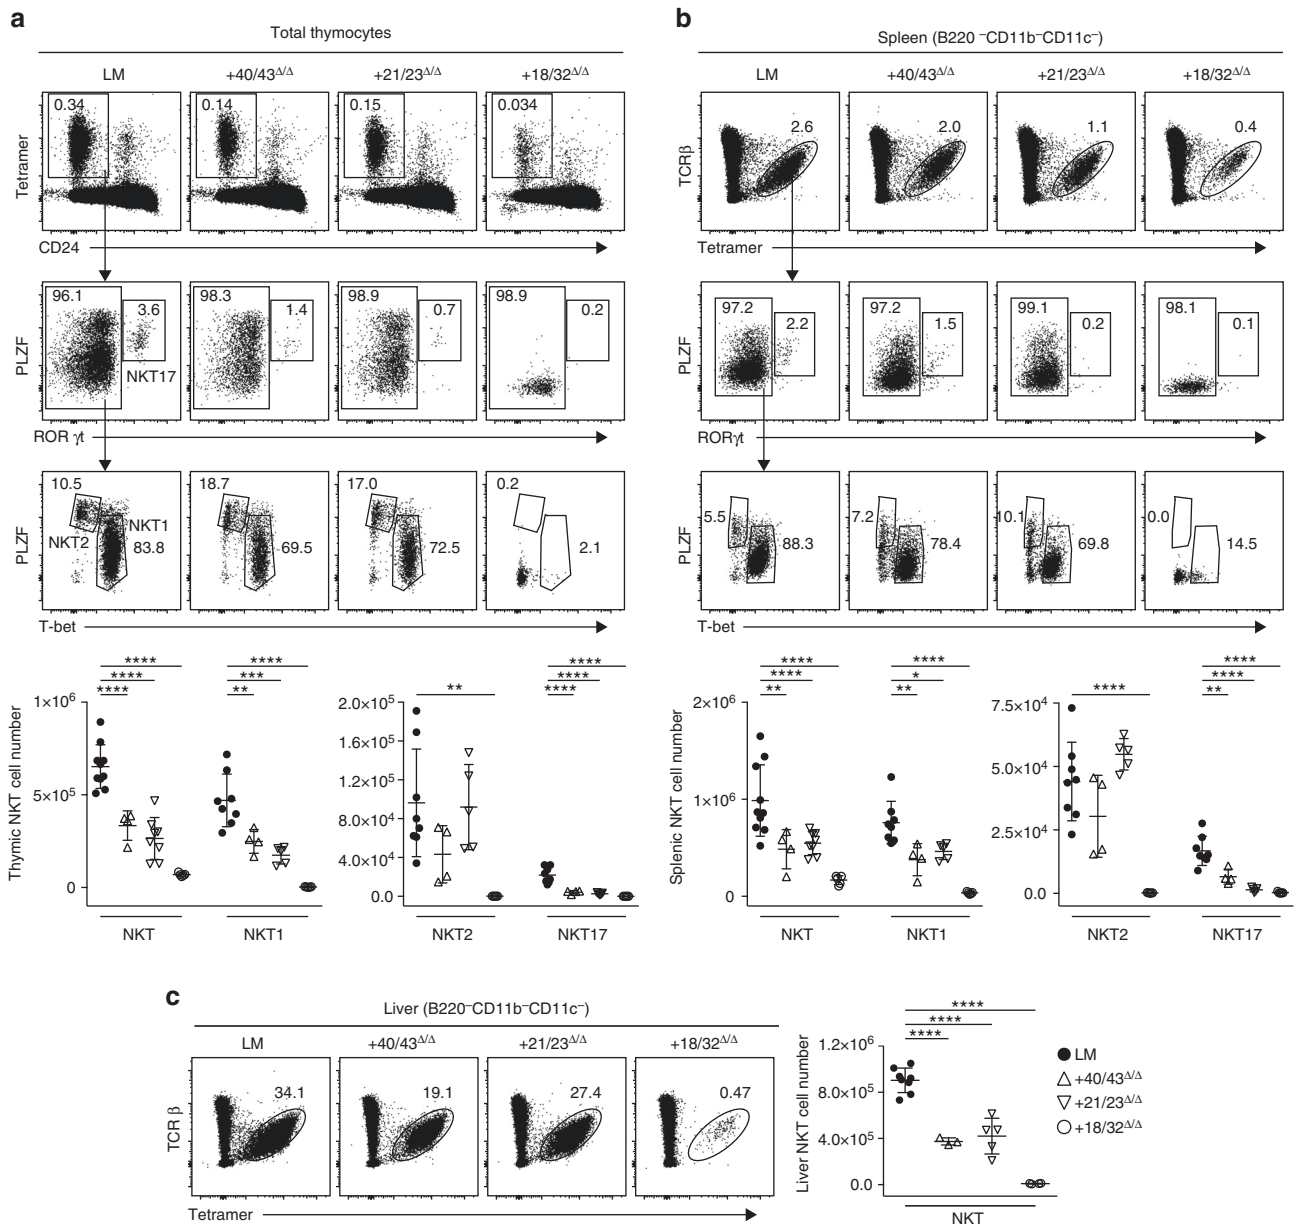 a
Total thymocytes
LM +40/43Δ/Δ +21/23Δ/Δ +18/32Δ/Δ
0.34 0.14 0.15 0.034
Tetramer
CD24
96.1 3.6 98.3 1.4 98.9 0.7 98.9 0.2
NKT17
PLZF
ROR γt
10.5 18.7 17.0 0.2
NKT1
NKT2 83.8 69.5 72.5 2.1
PLZF
T-bet
**** **** ****
**** *** ****
**** ** ** ****
Thymic NKT cell number
1×10⁶
5×10⁵
0
2.0×10⁵
1.6×10⁵
1.2×10⁵
8.0×10⁴
4.0×10⁴
0.0
NKT NKT1 NKT2 NKT17
b
Spleen (B220 –CD11b–CD11c–)
LM +40/43Δ/Δ +21/23Δ/Δ +18/32Δ/Δ
2.6 2.0 1.1 0.4
TCRβ
Tetramer
97.2 2.2 97.2 1.5 99.1 0.2 98.1 0.1
PLZF
RORγt
5.5 88.3 7.2 78.4 10.1 69.8 0.0 14.5
PLZF
T-bet
**** **** ****
**** * ****
** ** **** **
Splenic NKT cell number
2×10⁶
1×10⁶
0
7.5×10⁴
5.0×10⁴
2.5×10⁴
0.0
NKT NKT1 NKT2 NKT17
c
Liver (B220–CD11b–CD11c–)
LM +40/43Δ/Δ +21/23Δ/Δ +18/32Δ/Δ
34.1 19.1 27.4 0.47
TCR β
Tetramer
****
****
****
Liver NKT cell number
1.2×10⁶
8.0×10⁵
4.0×10⁵
0.0
NKT
LM
+40/43Δ/Δ
+21/23Δ/Δ
+18/32Δ/Δ